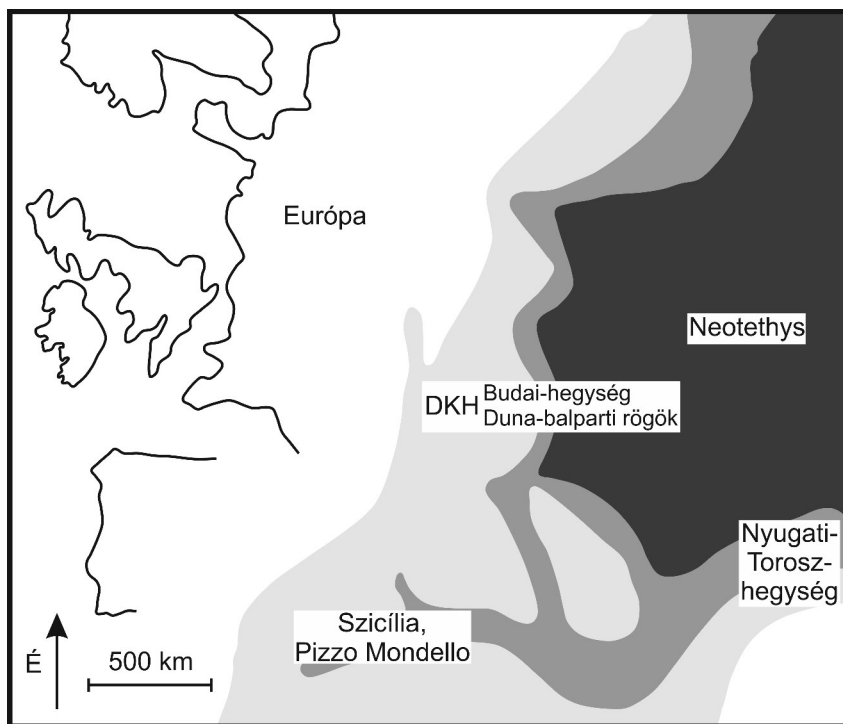 Európa
Neotethys
DKH Budai-hegység
Duna-balparti rögök
Nyugati-
Torosz-
hegység
Szicília,
Pizzo Mondello
É
500 km